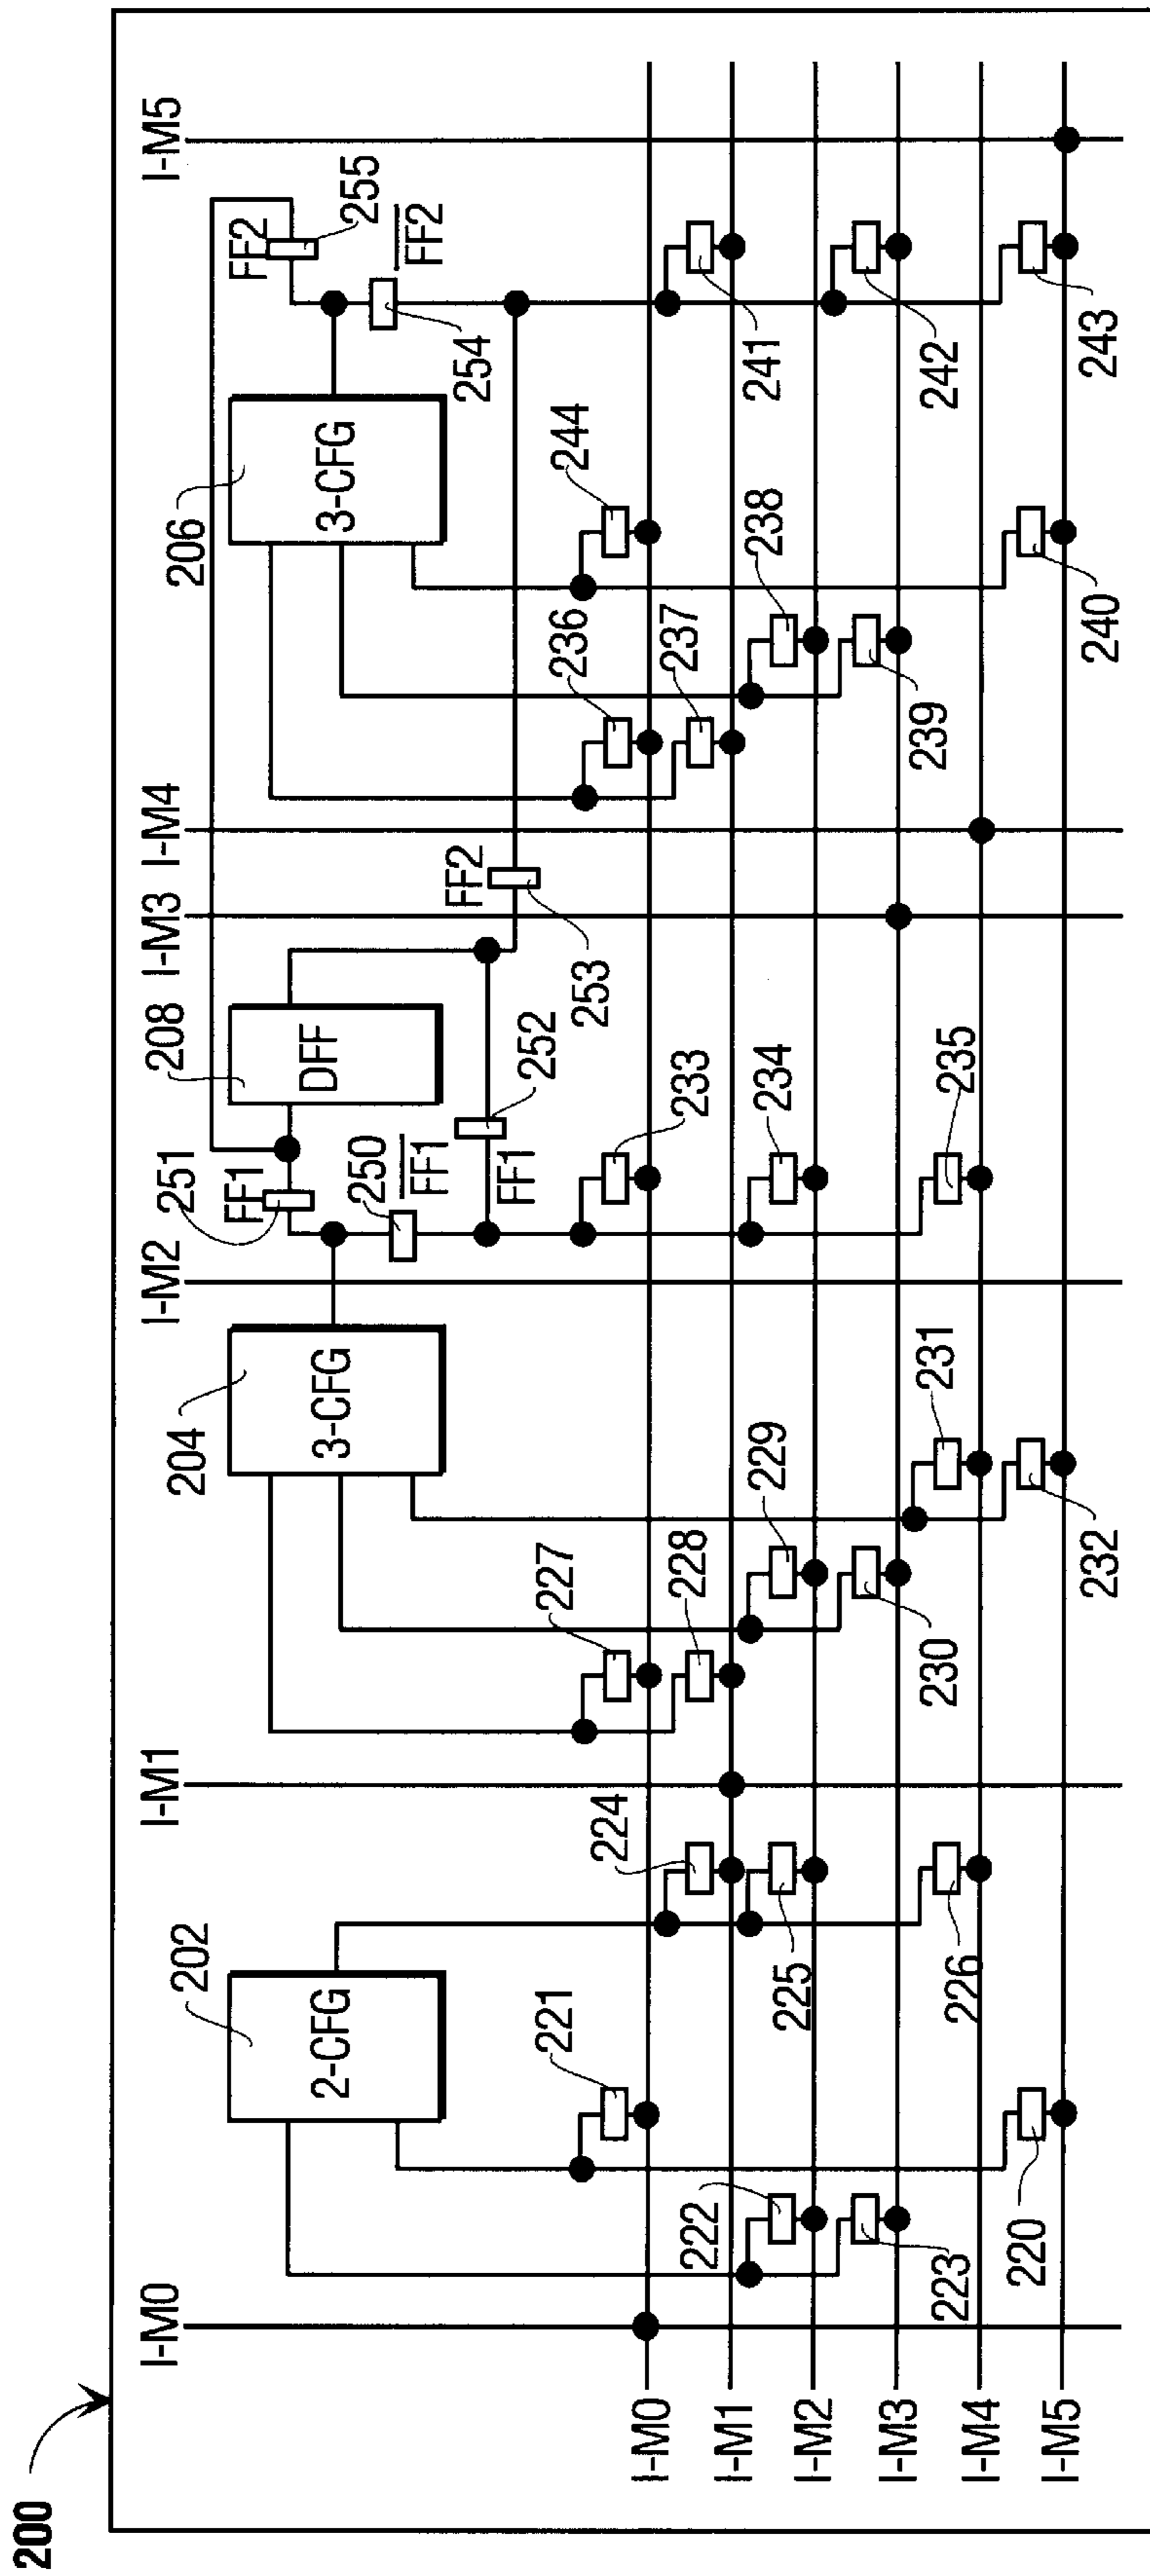 200
I-M0
I-M1
I-M2
I-M3
I-M4
I-M5
202
2-CFG
204
3-CFG
251
FF1
208
DFF
206
3-CFG
FF2
255
250
FF1
252
FF1
FF2
253
254
FF2
221
222
223
220
224
225
226
227
228
229
230
231
232
233
234
235
236
237
238
239
244
240
241
242
243
I-M0
I-M1
I-M2
I-M3
I-M4
I-M5